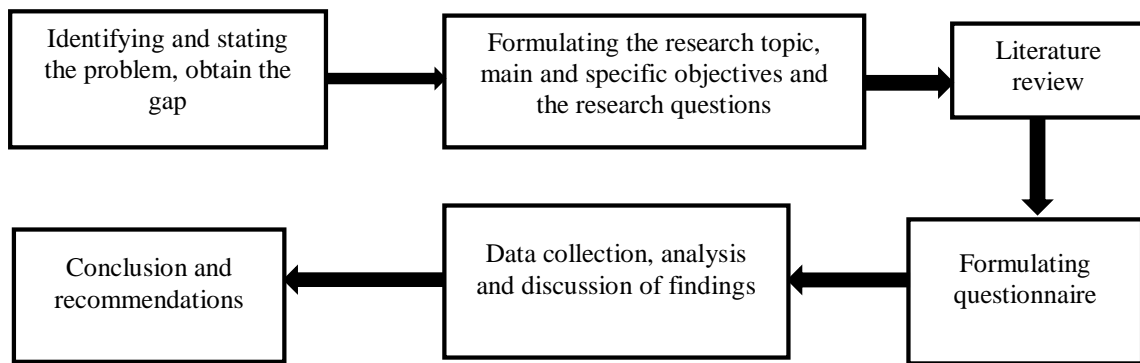 Identifying and stating
the problem, obtain the
gap
Formulating the research topic,
main and specific objectives and
the research questions
Literature
review
Formulating
questionnaire
Data collection, analysis
and discussion of findings
Conclusion and
recommendations